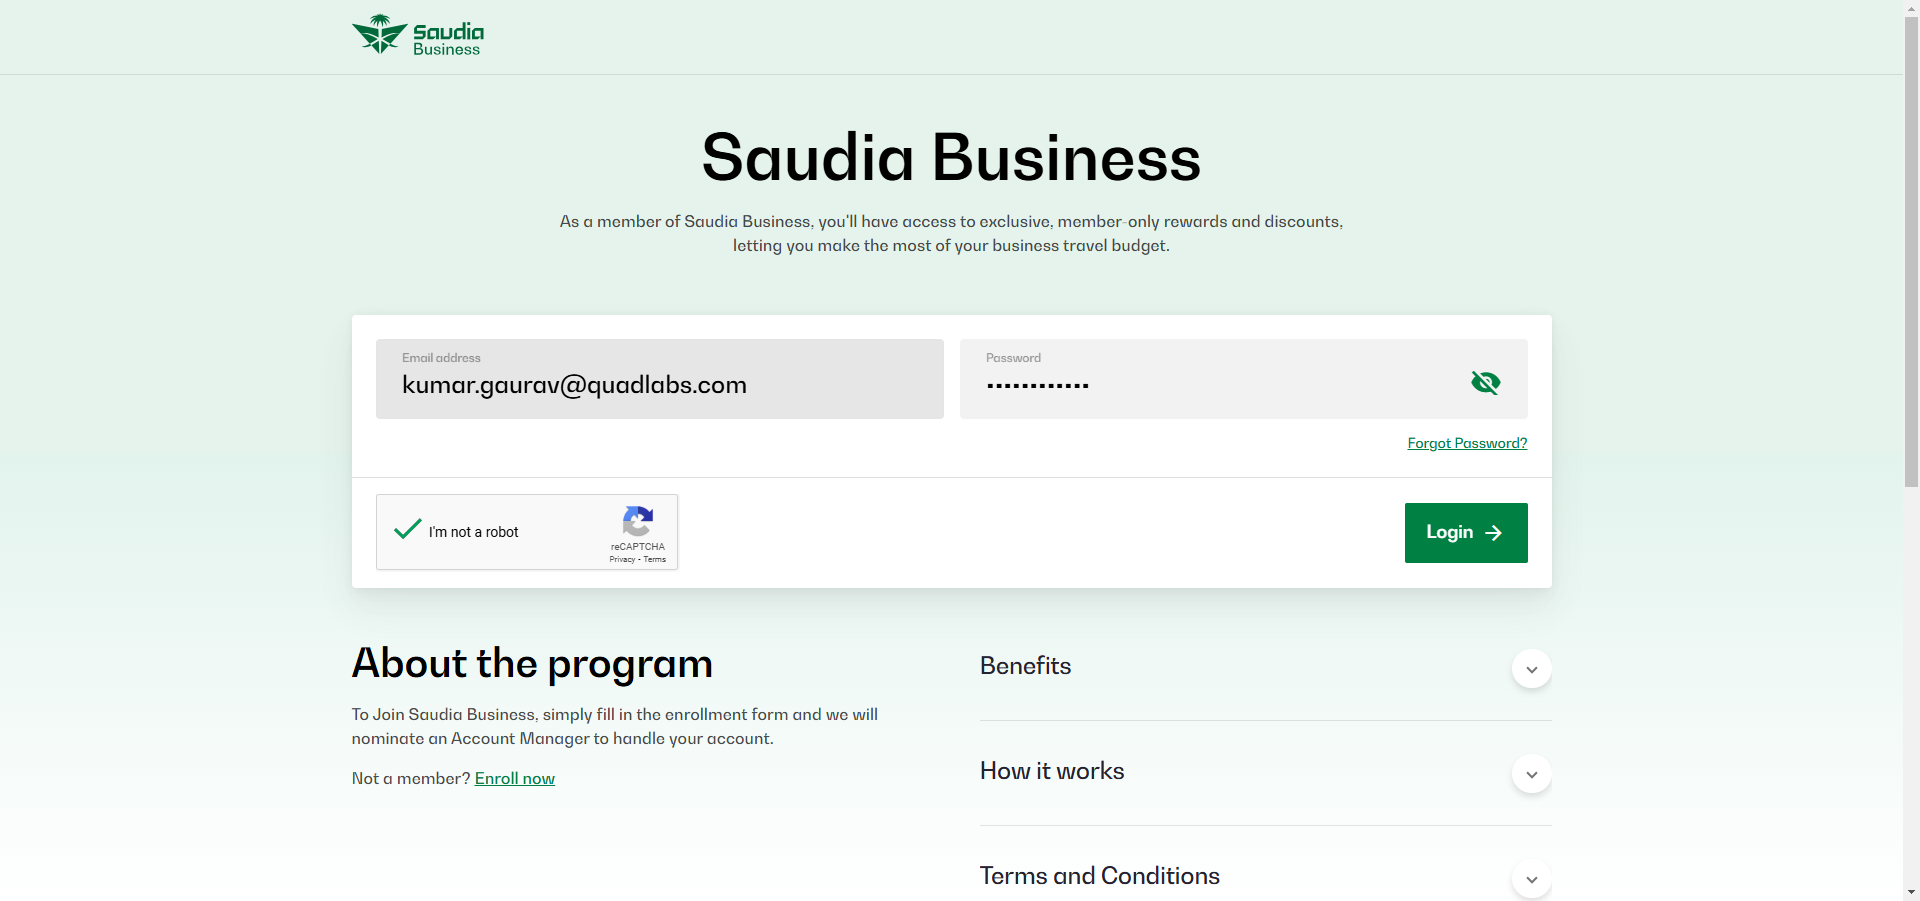 Saudia
Business
Saudia Business
As a member of Saudia Business, you'll have access to exclusive, member-only rewards and discounts,
letting you make the most of your business travel budget.
Email address
kumar.gaurav@quadlabs.com
Password
••••••••••••
Forgot Password?
I'm not a robot
reCAPTCHA
Privacy - Terms
Login
About the program
To Join Saudia Business, simply fill in the enrollment form and we will
nominate an Account Manager to handle your account.
Not a member? Enroll now
Benefits
How it works
Terms and Conditions